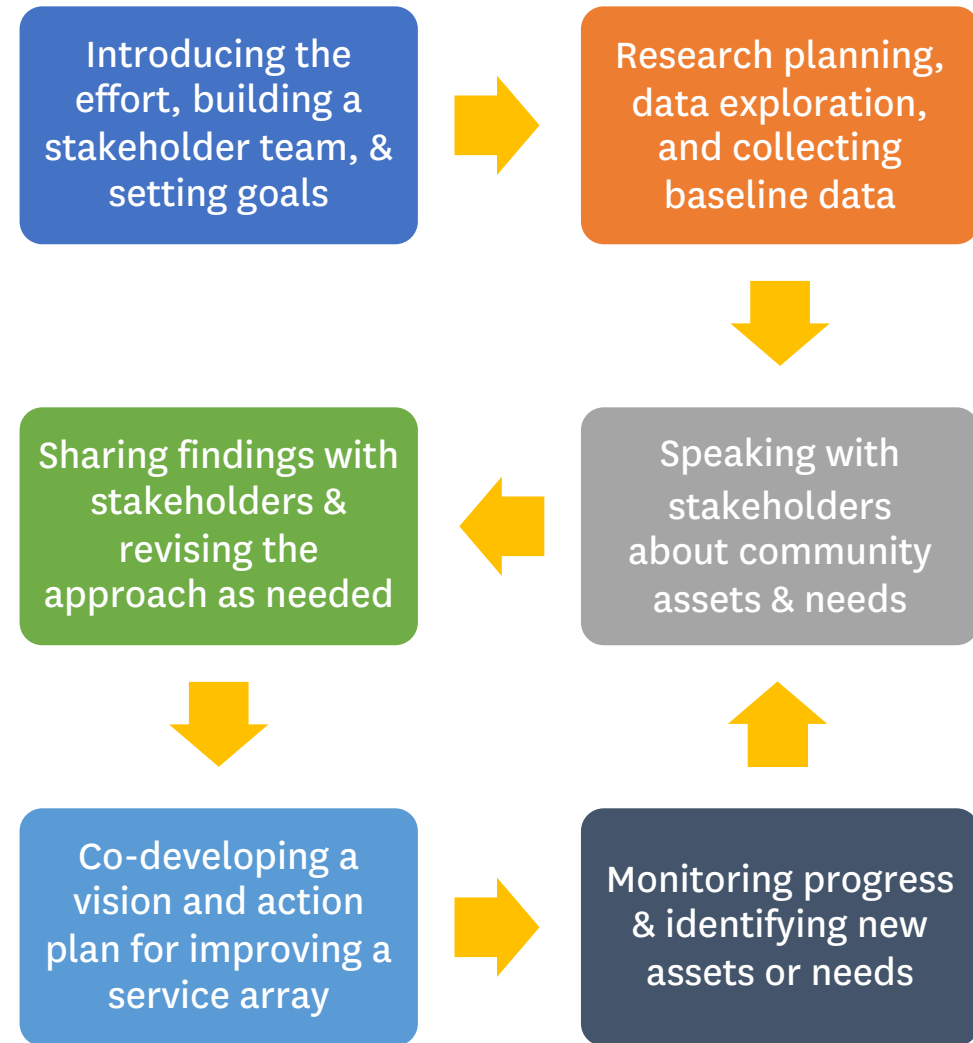 Introducing the
effort, building a
stakeholder team, &
setting goals
Research planning,
data exploration,
and collecting
baseline data
Speaking with
stakeholders
about community
assets & needs
Sharing findings with
stakeholders &
revising the
approach as needed
Co-developing a
vision and action
plan for improving a
service array
Monitoring progress
& identifying new
assets or needs